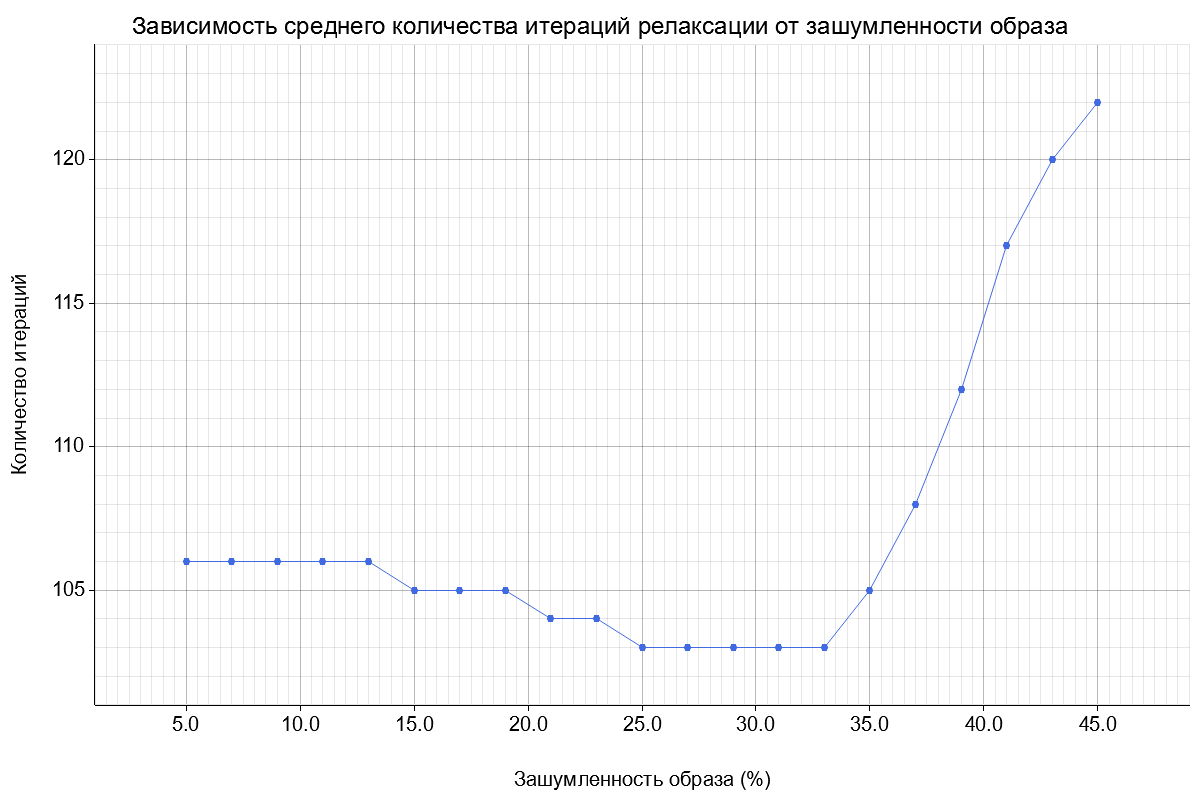 Зависимость среднего количества итераций релаксации от зашумленности образа
Количество итераций
120
115
110
105
5.0 10.0 15.0 20.0 25.0 30.0 35.0 40.0 45.0
Зашумленность образа (%)